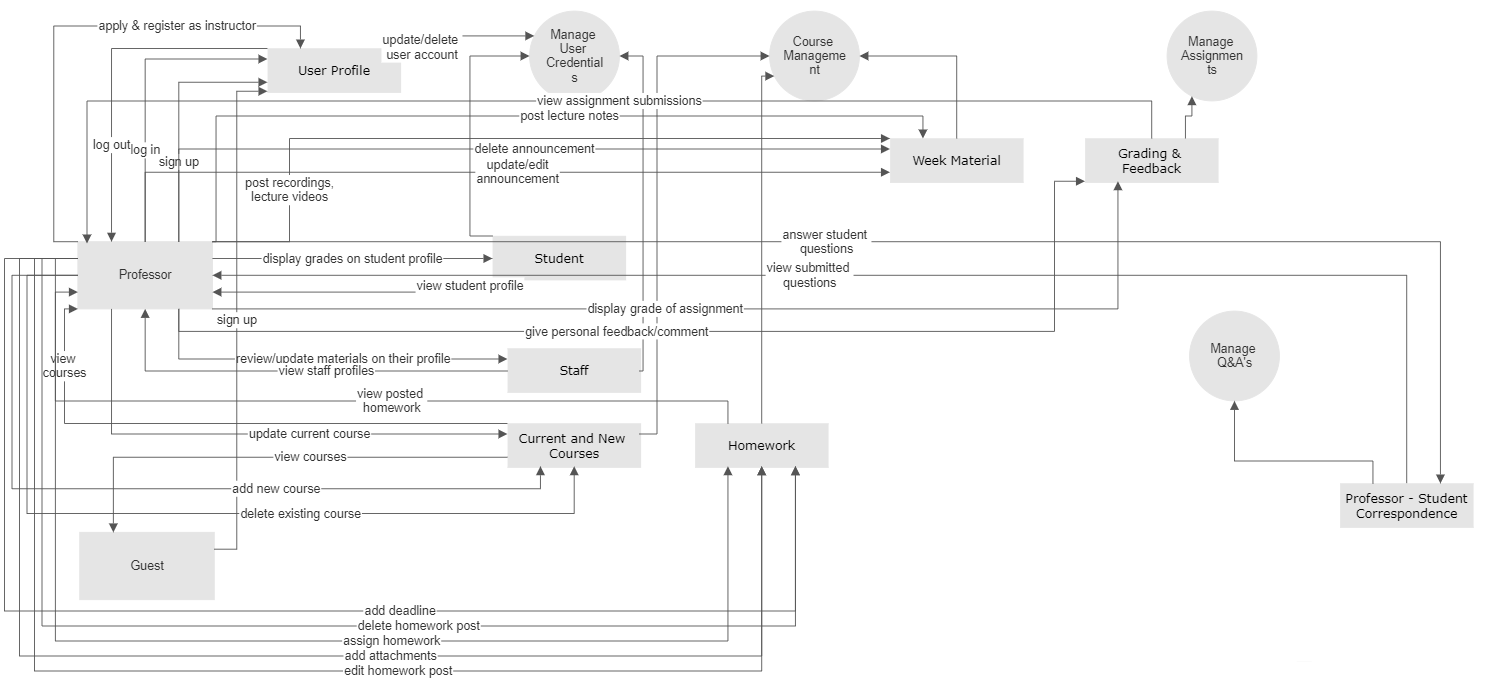 apply & register as instructor
update/delete
user account
Manage
User
Credential
s
Course
Manageme
nt
Manage
Assignmen
ts
User Profile
view assignment submissions
post lecture notes
log out
log in
sign up
delete announcement
update/edit
announcement
Week Material
Grading &
Feedback
post recordings,
lecture videos
answer student
questions
Professor
display grades on student profile
Student
view submitted
questions
view student profile
display grade of assignment
sign up
give personal feedback/comment
Manage
Q&A's
view
courses
review/update materials on their profile
view staff profiles
Staff
view posted
homework
update current course
Current and New
Courses
Homework
view courses
add new course
delete existing course
Professor - Student
Correspondence
Guest
add deadline
delete homework post
assign homework
add attachments
edit homework post